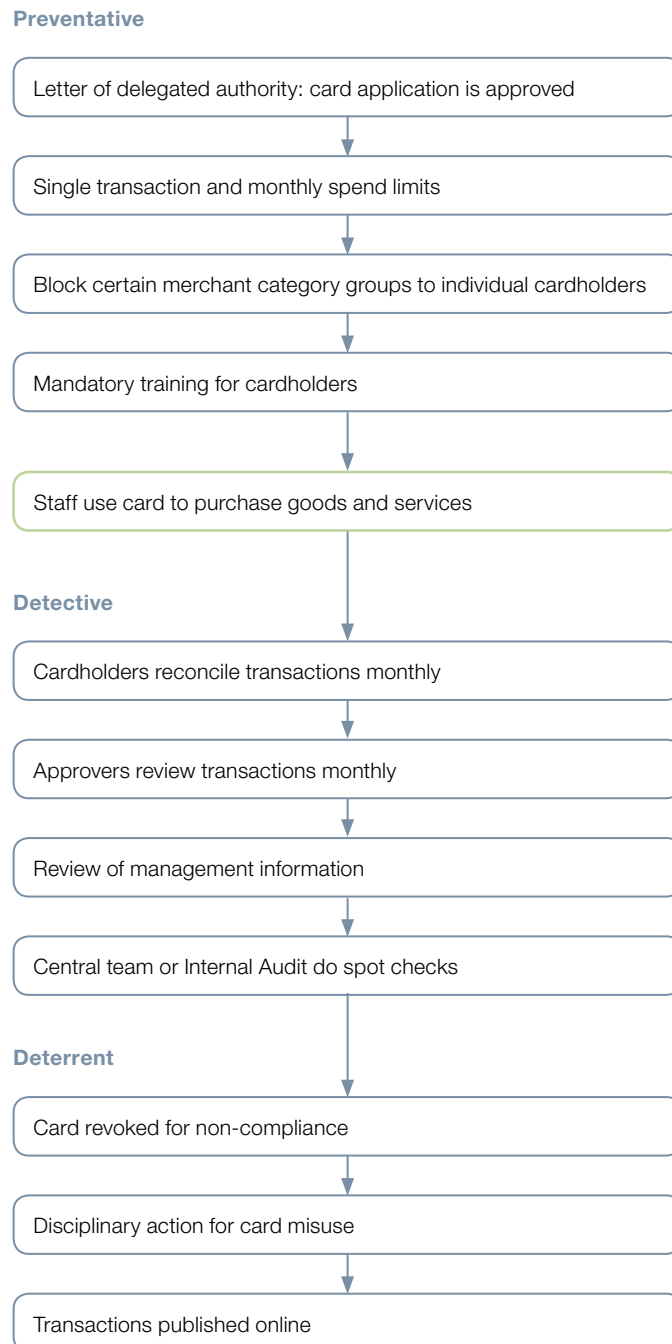 Preventative
Letter of delegated authority: card application is approved
Single transaction and monthly spend limits
Block certain merchant category groups to individual cardholders
Mandatory training for cardholders
Staff use card to purchase goods and services
Detective
Cardholders reconcile transactions monthly
Approvers review transactions monthly
Review of management information
Central team or Internal Audit do spot checks
Deterrent
Card revoked for non-compliance
Disciplinary action for card misuse
Transactions published online